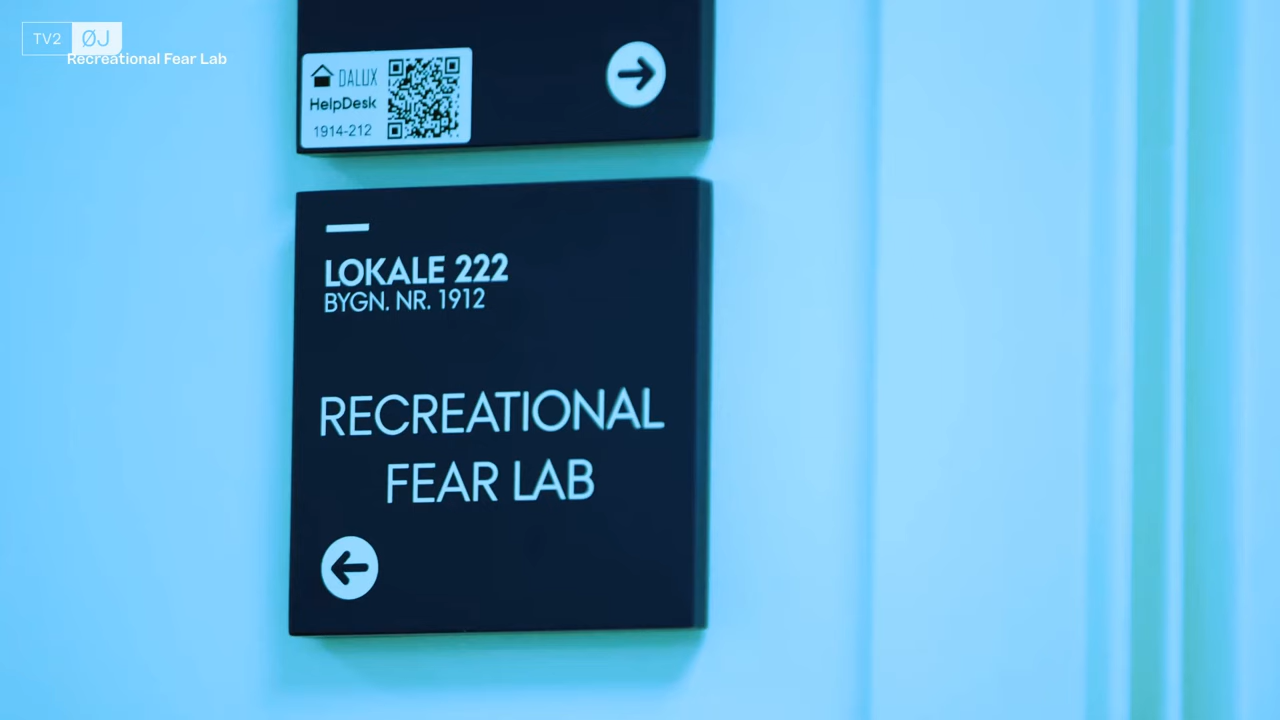 TV2 ØJ
Recreational Fear Lab
DALUX
HelpDesk
1914-212
LOKALE 222
BYGN. NR. 1912
RECREATIONAL
FEAR LAB